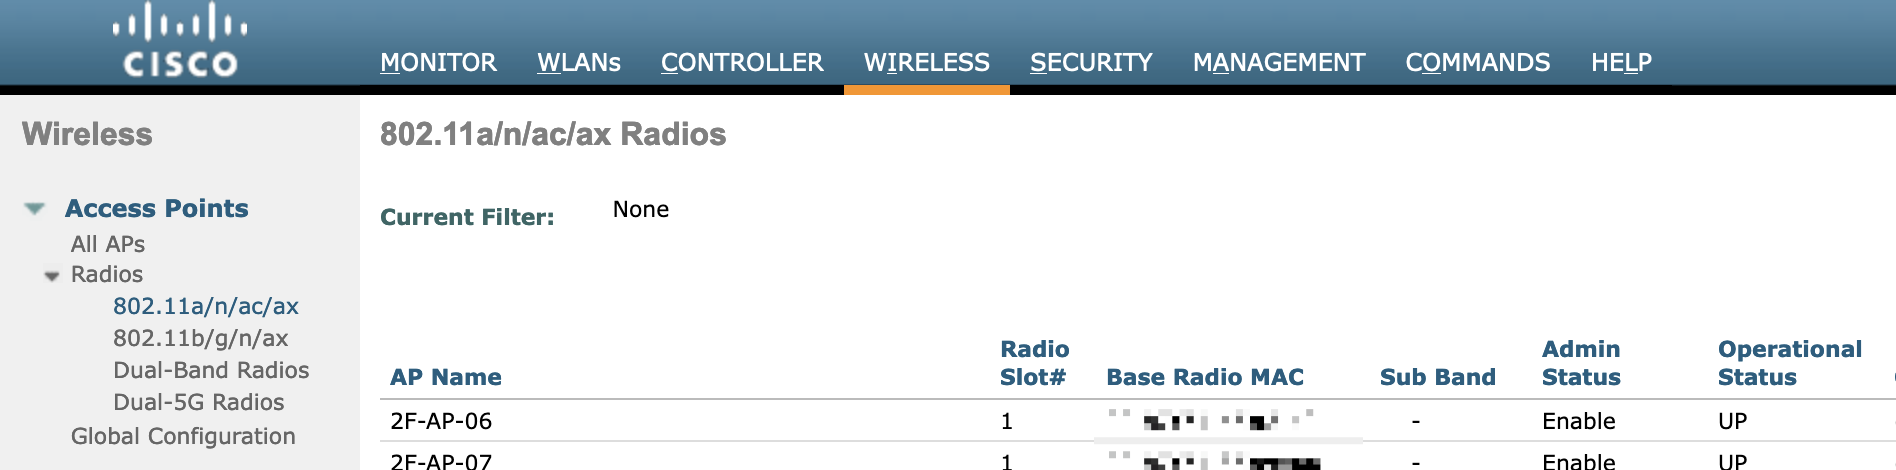 CISCO
MONITOR WLANs CONTROLLER WIRELESS SECURITY MANAGEMENT COMMANDS HELP
Wireless
Access Points
All APs
Radios
802.11a/n/ac/ax
802.11b/g/n/ax
Dual-Band Radios
Dual-5G Radios
Global Configuration
802.11a/n/ac/ax Radios
Current Filter: None
AP Name Radio Slot# Base Radio MAC Sub Band Admin Status Operational Status
2F-AP-06 1 - Enable UP
2F-AP-07 1 - Enable UP